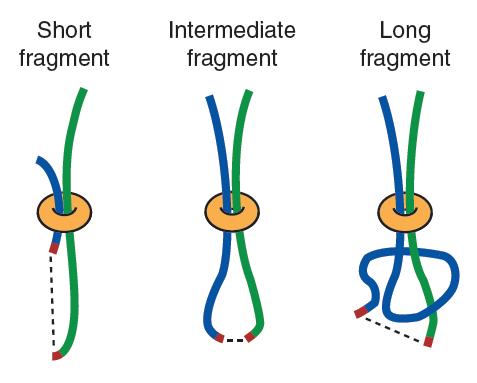 Short
fragment
Intermediate
fragment
Long
fragment